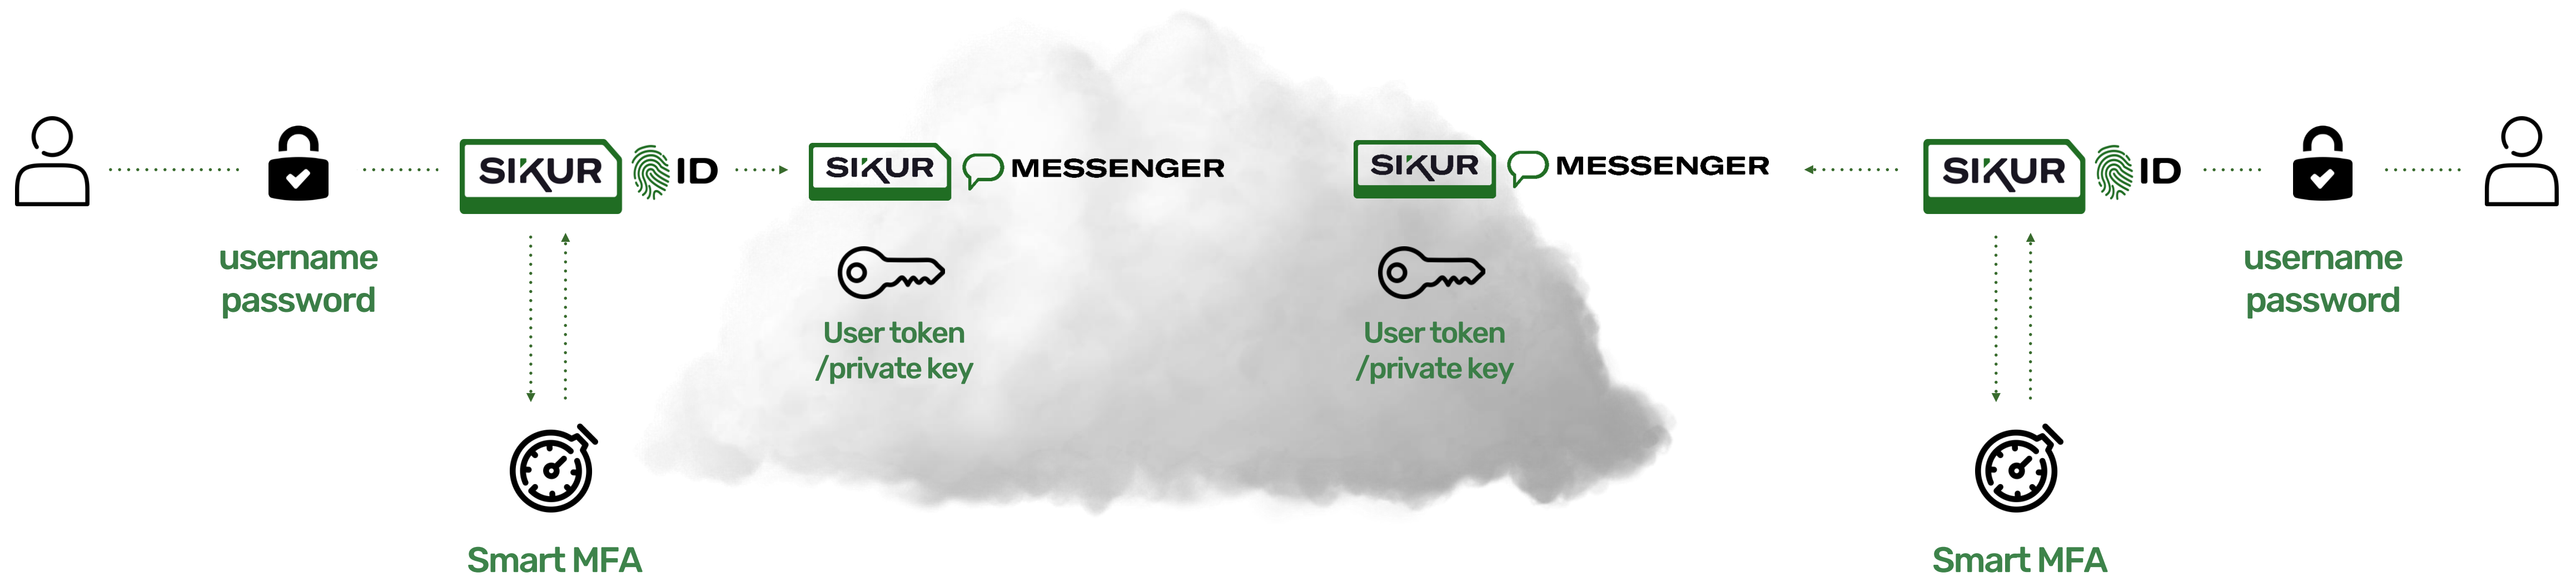 SIKUR ID
SIKUR MESSENGER
SIKUR MESSENGER
SIKUR ID
username
password
username
password
User token
/private key
User token
/private key
Smart MFA
Smart MFA